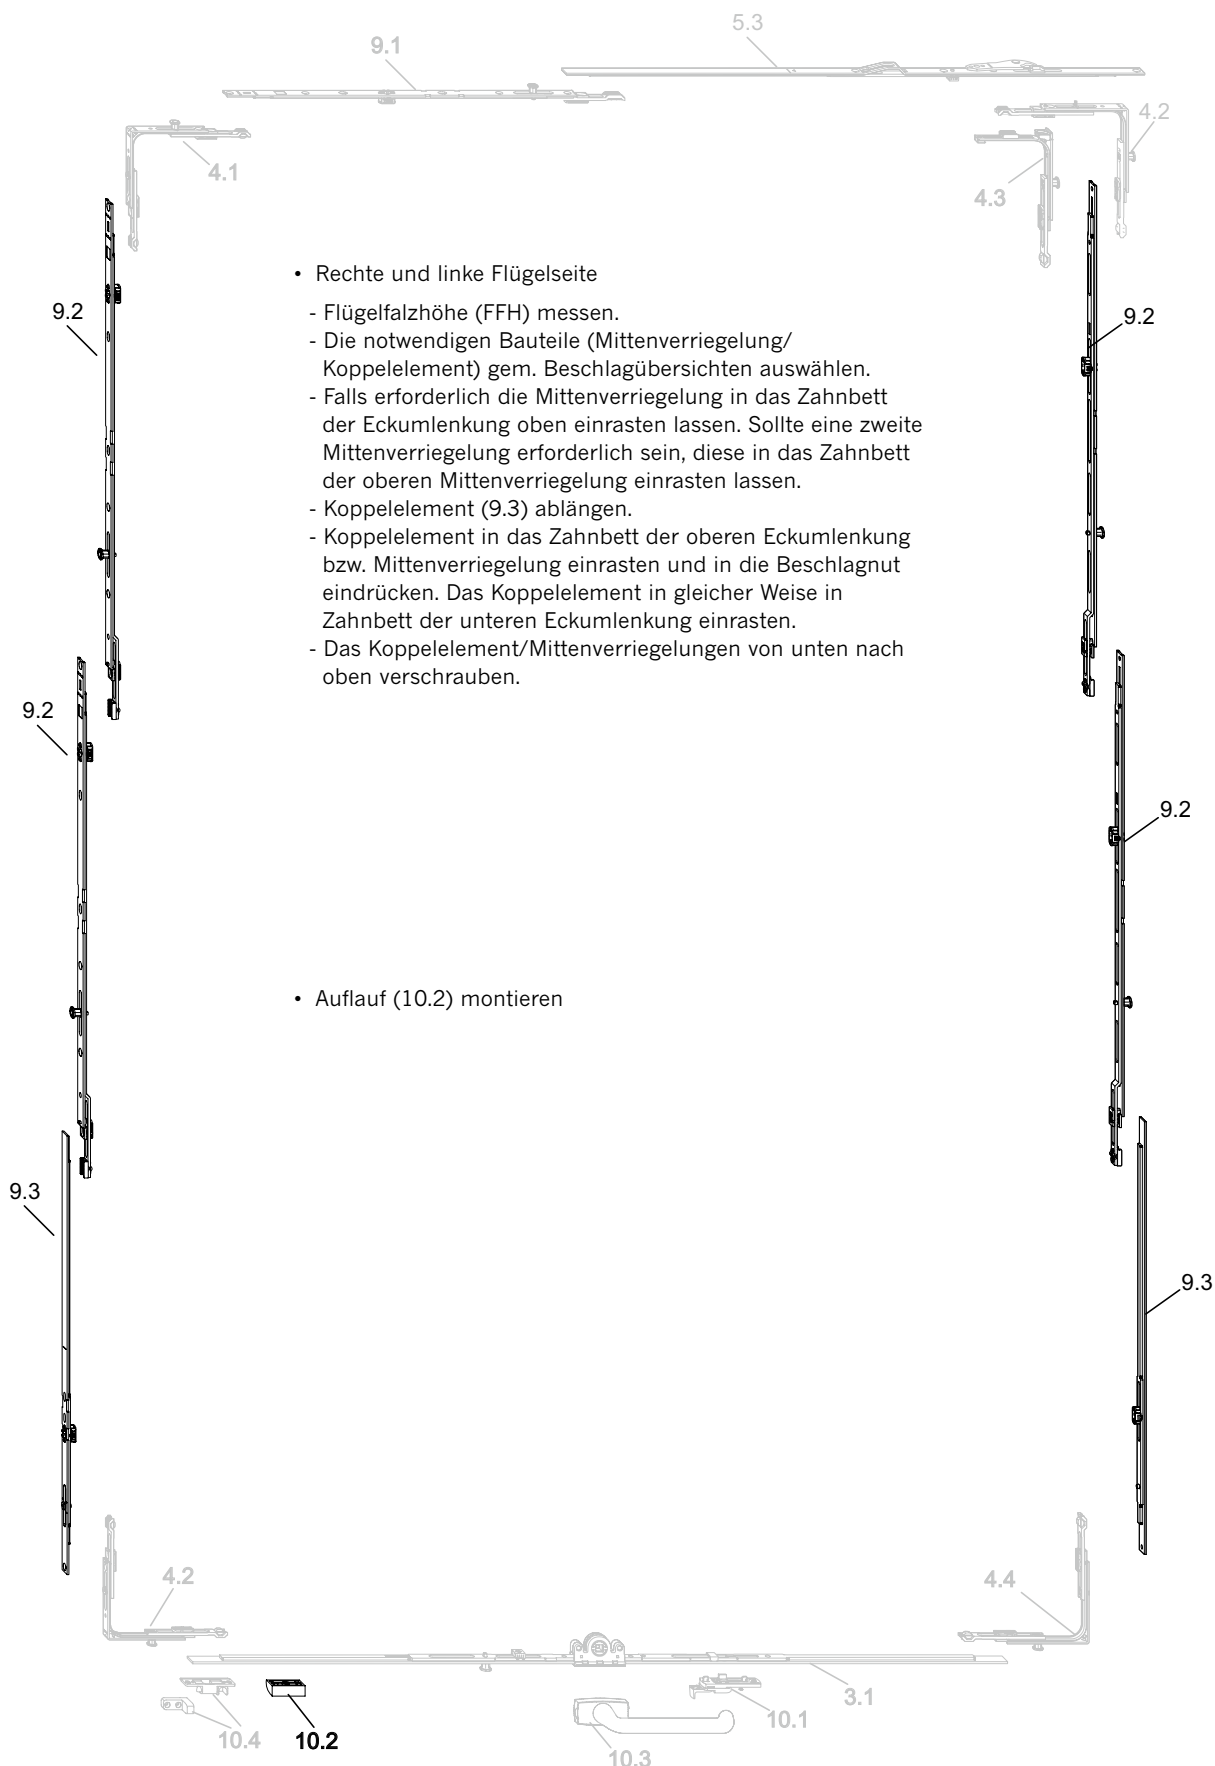 5.3
9.1
4.2
4.1
4.3
• Rechte und linke Flügelseite
- Flügelfalzhöhe (FFH) messen.
9.2
9.2
- Die notwendigen Bauteile (Mittenverriegelung/
Koppelelement) gem. Beschlagübersichten auswählen.
- Falls erforderlich die Mittenverriegelung in das Zahnbett
der Eckumlenkung oben einrasten lassen. Sollte eine zweite
Mittenverriegelung erforderlich sein, diese in das Zahnbett
der oberen Mittenverriegelung einrasten lassen.
- Koppelelement (9.3) ablängen.
- Koppelelement in das Zahnbett der oberen Eckumlenkung
bzw. Mittenverriegelung einrasten und in die Beschlagnut
eindrücken. Das Koppelelement in gleicher Weise in
Zahnbett der unteren Eckumlenkung einrasten.
- Das Koppelelement/Mittenverriegelungen von unten nach
oben verschrauben.
9.2
9.2
• Auflauf (10.2) montieren
9.3
9.3
4.2
4.4
3.1
10.1
10.4
10.2
10.3